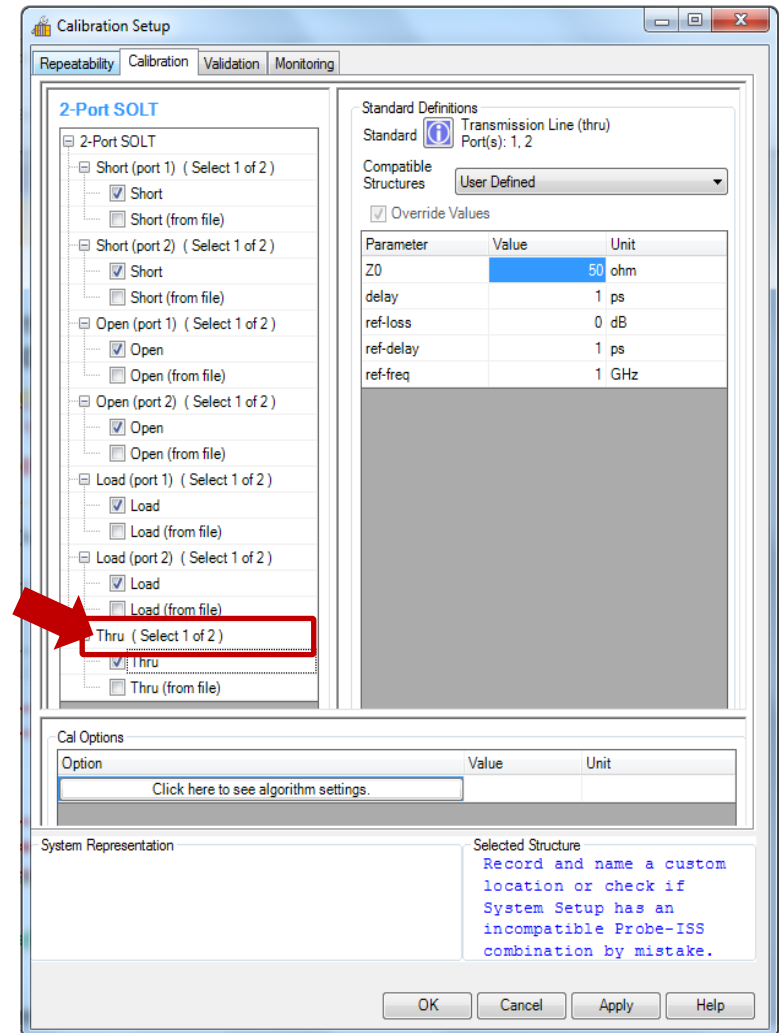 Calibration Setup
Repeatability Calibration Validation Monitoring
2-Port SOLT
2-Port SOLT
Short (port 1) ( Select 1 of 2 )
Short
Short (from file)
Short (port 2) ( Select 1 of 2 )
Short
Short (from file)
Open (port 1) ( Select 1 of 2 )
Open
Open (from file)
Open (port 2) ( Select 1 of 2 )
Open
Open (from file)
Load (port 1) ( Select 1 of 2 )
Load
Load (from file)
Load (port 2) ( Select 1 of 2 )
Load
Load (from file)
Thru ( Select 1 of 2 )
Thru
Thru (from file)
Standard Definitions
Standard Transmission Line (thru)
Port(s): 1, 2
Compatible
Structures User Defined
Override Values
Parameter Value Unit
Z0 50 ohm
delay 1 ps
ref-loss 0 dB
ref-delay 1 ps
ref-freq 1 GHz
Cal Options
Option Value Unit
Click here to see algorithm settings.
System Representation
Selected Structure
Record and name a custom
location or check if
System Setup has an
incompatible Probe-ISS
combination by mistake.
OK Cancel Apply Help